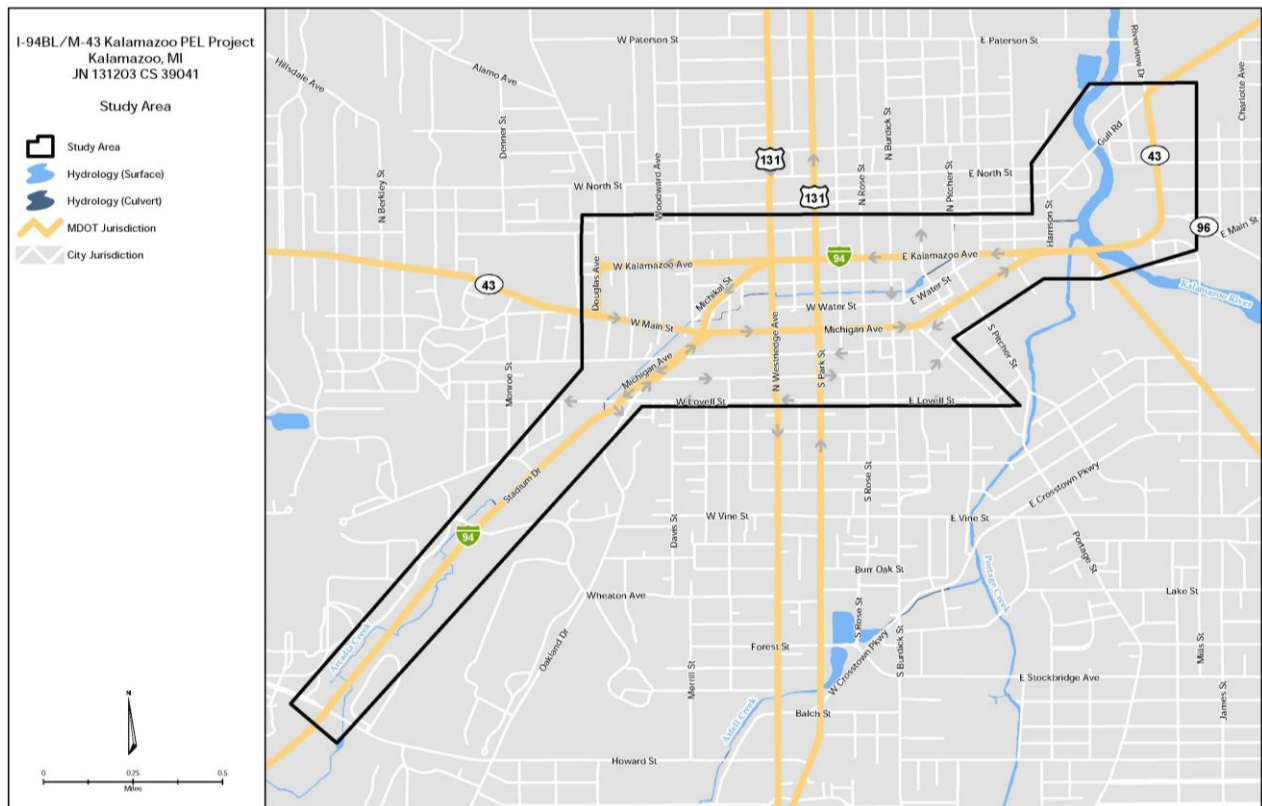 I-94BL/M-43 Kalamazoo PEL Project
Kalamazoo, MI
JN 131203 CS 39041
Study Area
Study Area
Hydrology (Surface)
Hydrology (Culvert)
MDOT Jurisdiction
City Jurisdiction
N
0
0.25
0.5
Miles
W Paterson St
E Paterson St
Riverview Dr
Hillsdale Ave
Alamo Ave
Charlotte Ave
Denner St
N Burdick St
Gull Rd
131
43
N Berkley St
W North St
Woodward Ave
131
N Rose St
N Pitcher St
E North St
Harrison St
96
E Main St
W Kalamazoo Ave
94
E Kalamazoo Ave
43
Douglas Ave
Michikal St
W Water St
E Water St
Kalamazoo River
W Main St
Michigan Ave
Michigan Ave
N Westnedge Ave
S Park St
S Pitcher St
Monroe St
W Lovell St
E Lovell St
Stadium Dr
94
S Rose St
E Crosstown Pkwy
Davis St
W Vine St
E Vine St
Portage St
Burr Oak St
Portage Creek
Wheaton Ave
Lake St
Arcadia Creek
Oakland Dr
S Rose St
Forest St
S Burdick St
Mills St
Merrill St
W Crosstown Pkwy
E Stockbridge Ave
James St
Axtell Creek
Balch St
Howard St